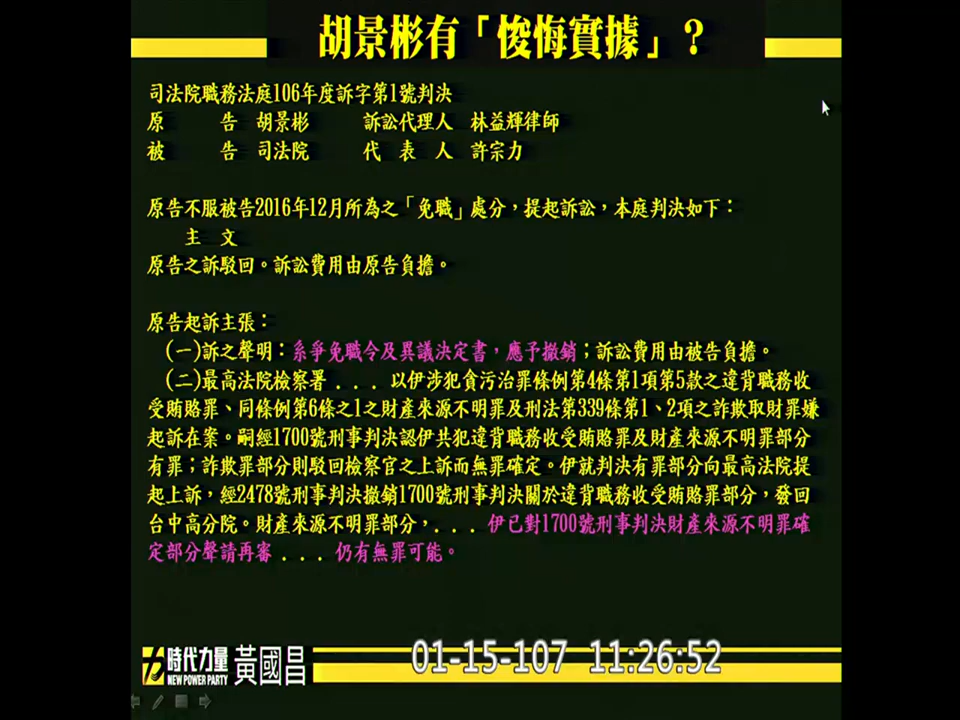 胡景彬有「悛悔實據」？
司法院職務法庭106年度訴字第1號判決
原　　　告 胡景彬　　　訴訟代理人 林益輝律師
被　　　告 司法院　　　代　表　人 許宗力
原告不服被告2016年12月所為之「免職」處分，提起訴訟，本庭判決如下：
主　文
原告之訴駁回。訴訟費用由原告負擔。
原告起訴主張：
(一)訴之聲明：系爭免職令及異議決定書，應予撤銷；訴訟費用由被告負擔。
(二)最高法院檢察署 . . . 以伊涉犯貪污治罪條例第4條第1項第5款之違背職務收
受賄賂罪、同條例第6條之1之財產來源不明罪及刑法第339條第1、2項之詐欺取財罪嫌
起訴在案。嗣經1700號刑事判決認伊共犯違背職務收受賄賂罪及財產來源不明罪部分
有罪；詐欺罪部分則駁回檢察官之上訴而無罪確定。伊就判決有罪部分向最高法院提
起上訴，經2478號刑事判決撤銷1700號刑事判決關於違背職務收受賄賂罪部分，發回
台中高分院。財產來源不明罪部分，. . . 伊已對1700號刑事判決財產來源不明罪確
定部分聲請再審 . . . 仍有無罪可能。
時代力量 黃國昌
NEW POWER PARTY
01-15-107 11:26:52